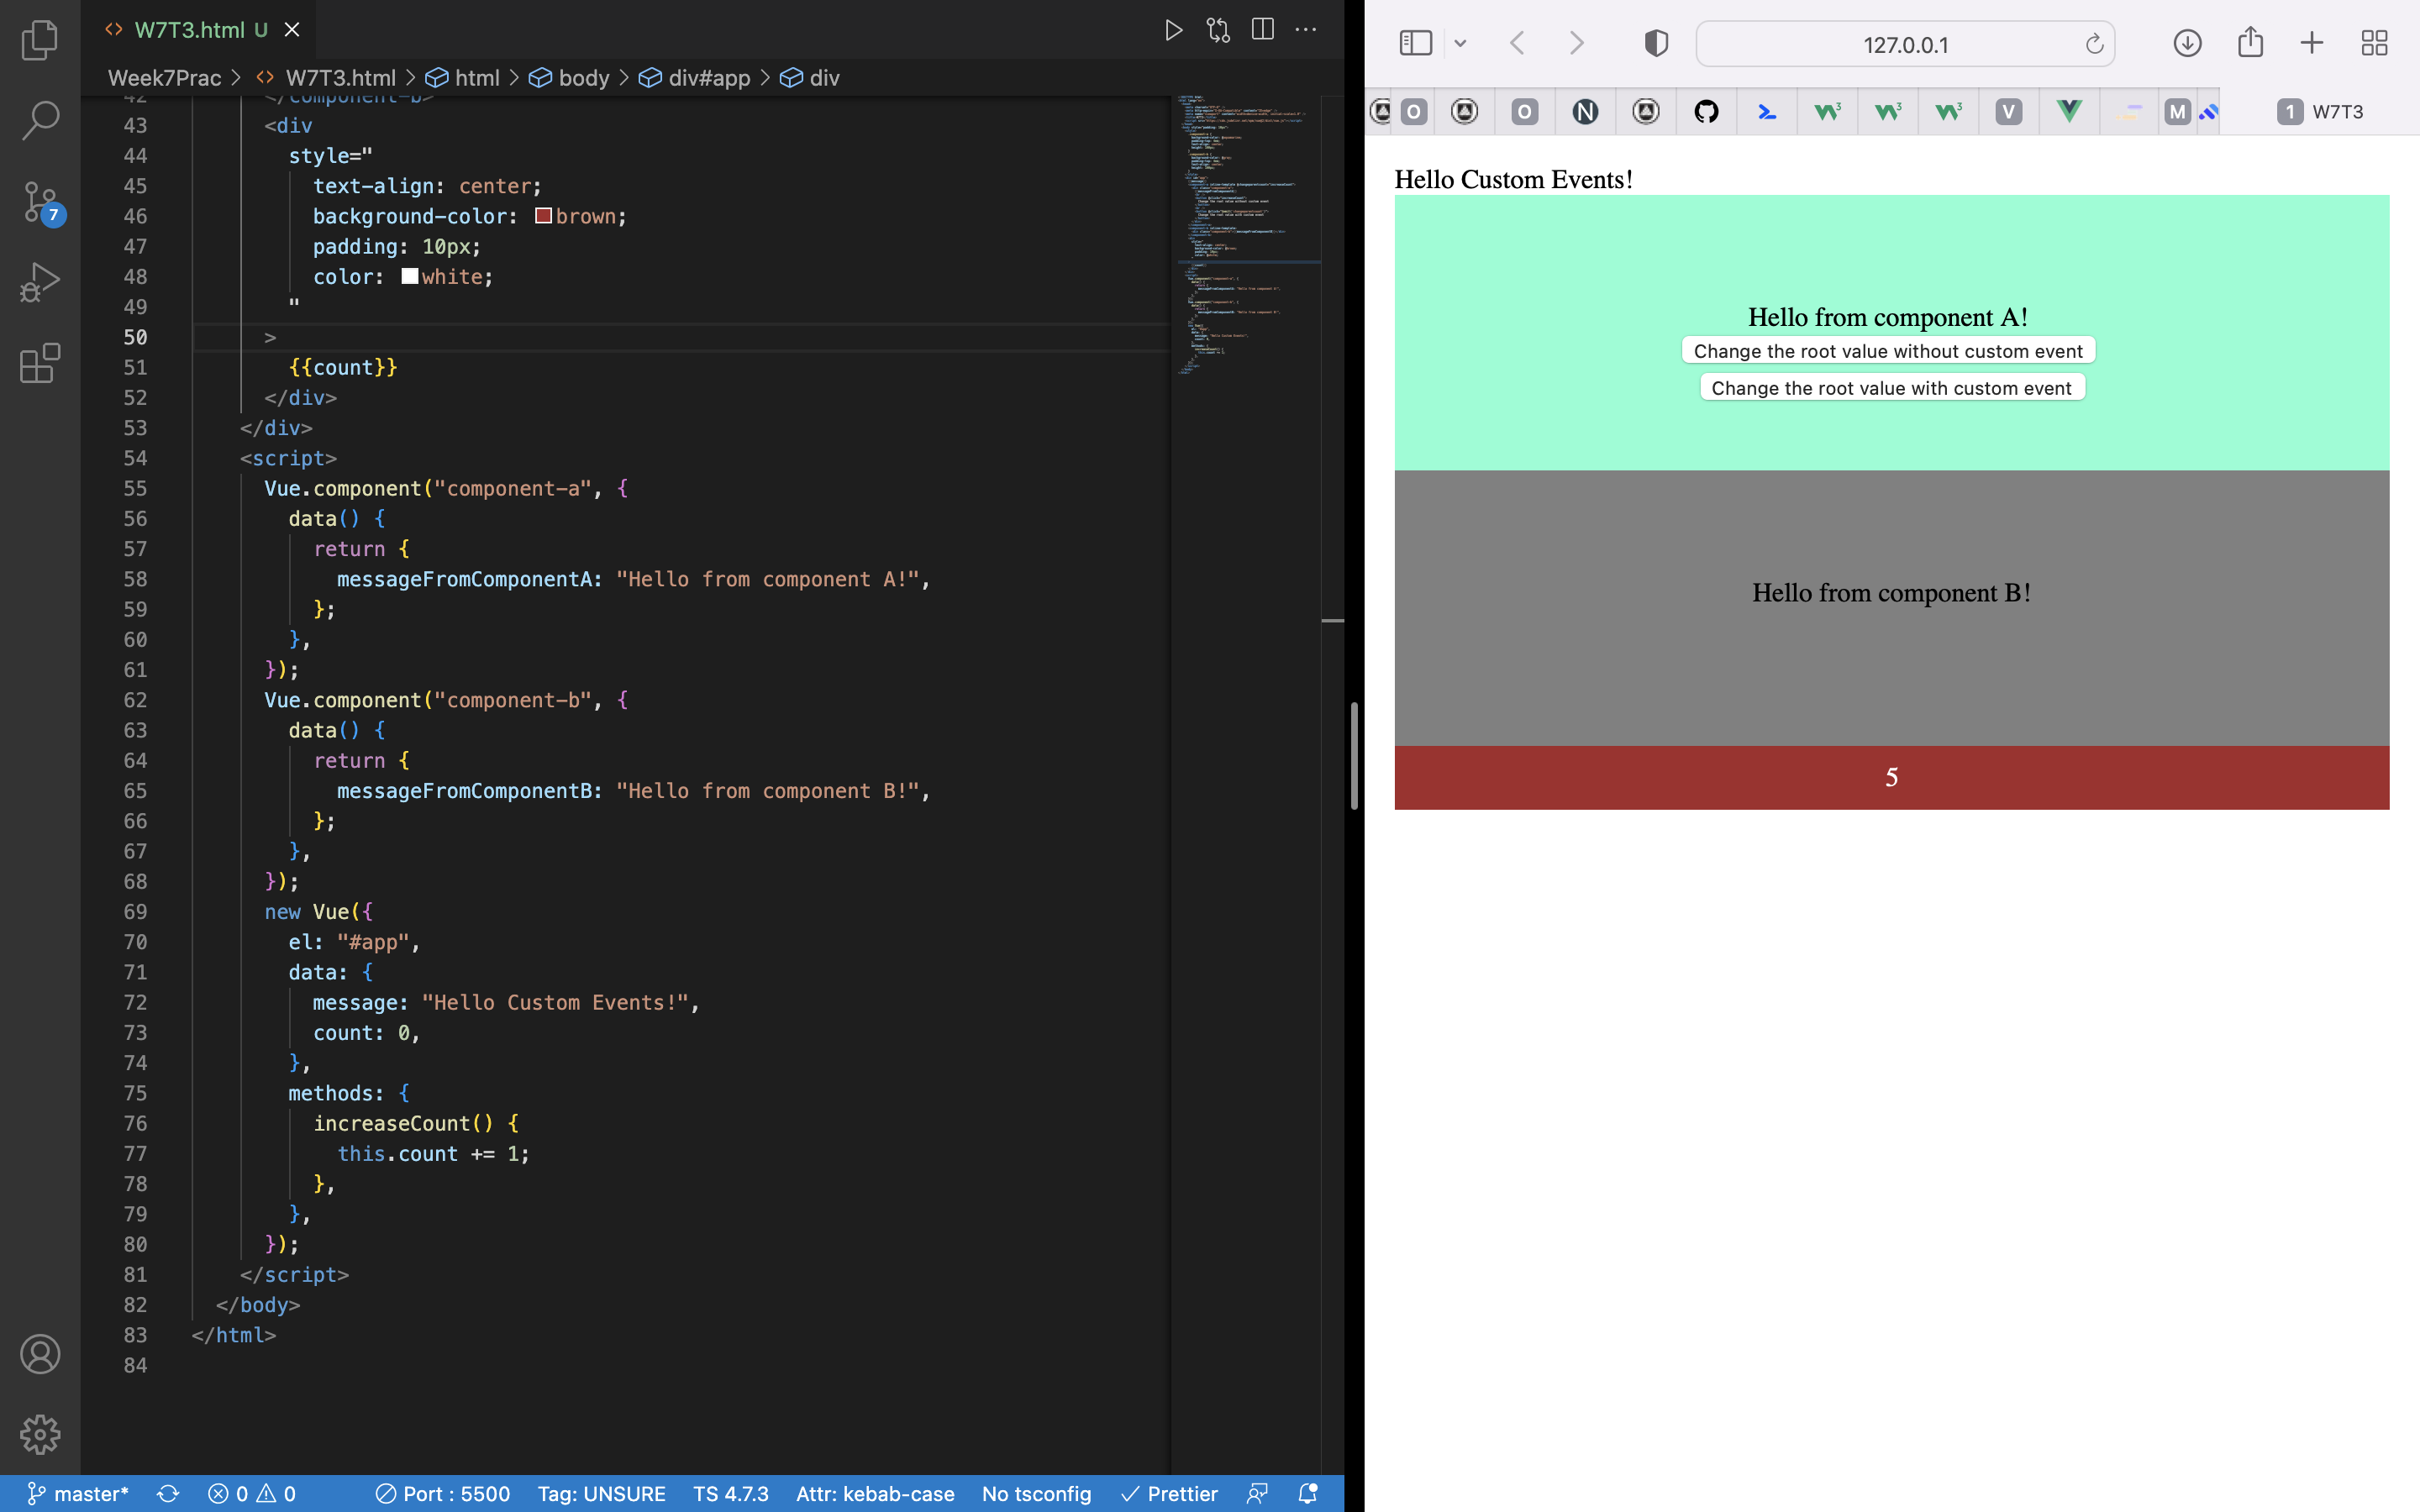 W7T3.html U
Week7Prac > W7T3.html > html > body > div#app > div
42 </component-b>
43 <div
44 style="
45 text-align: center;
46 background-color: brown;
47 padding: 10px;
48 color: white;
49 "
50 >
51 {{count}}
52 </div>
53 </div>
54 <script>
55 Vue.component("component-a", {
56 data() {
57 return {
58 messageFromComponentA: "Hello from component A!",
59 };
60 },
61 });
62 Vue.component("component-b", {
63 data() {
64 return {
65 messageFromComponentB: "Hello from component B!",
66 };
67 },
68 });
69 new Vue({
70 el: "#app",
71 data: {
72 message: "Hello Custom Events!",
73 count: 0,
74 },
75 methods: {
76 increaseCount() {
77 this.count += 1;
78 },
79 },
80 });
81 </script>
82 </body>
83 </html>
84
7
master* 0 0 Port : 5500 Tag: UNSURE TS 4.7.3 Attr: kebab-case No tsconfig Prettier
127.0.0.1
O O N W3 W3 W3 V M 1 W7T3
Hello Custom Events!
Hello from component A!
Change the root value without custom event
Change the root value with custom event
Hello from component B!
5